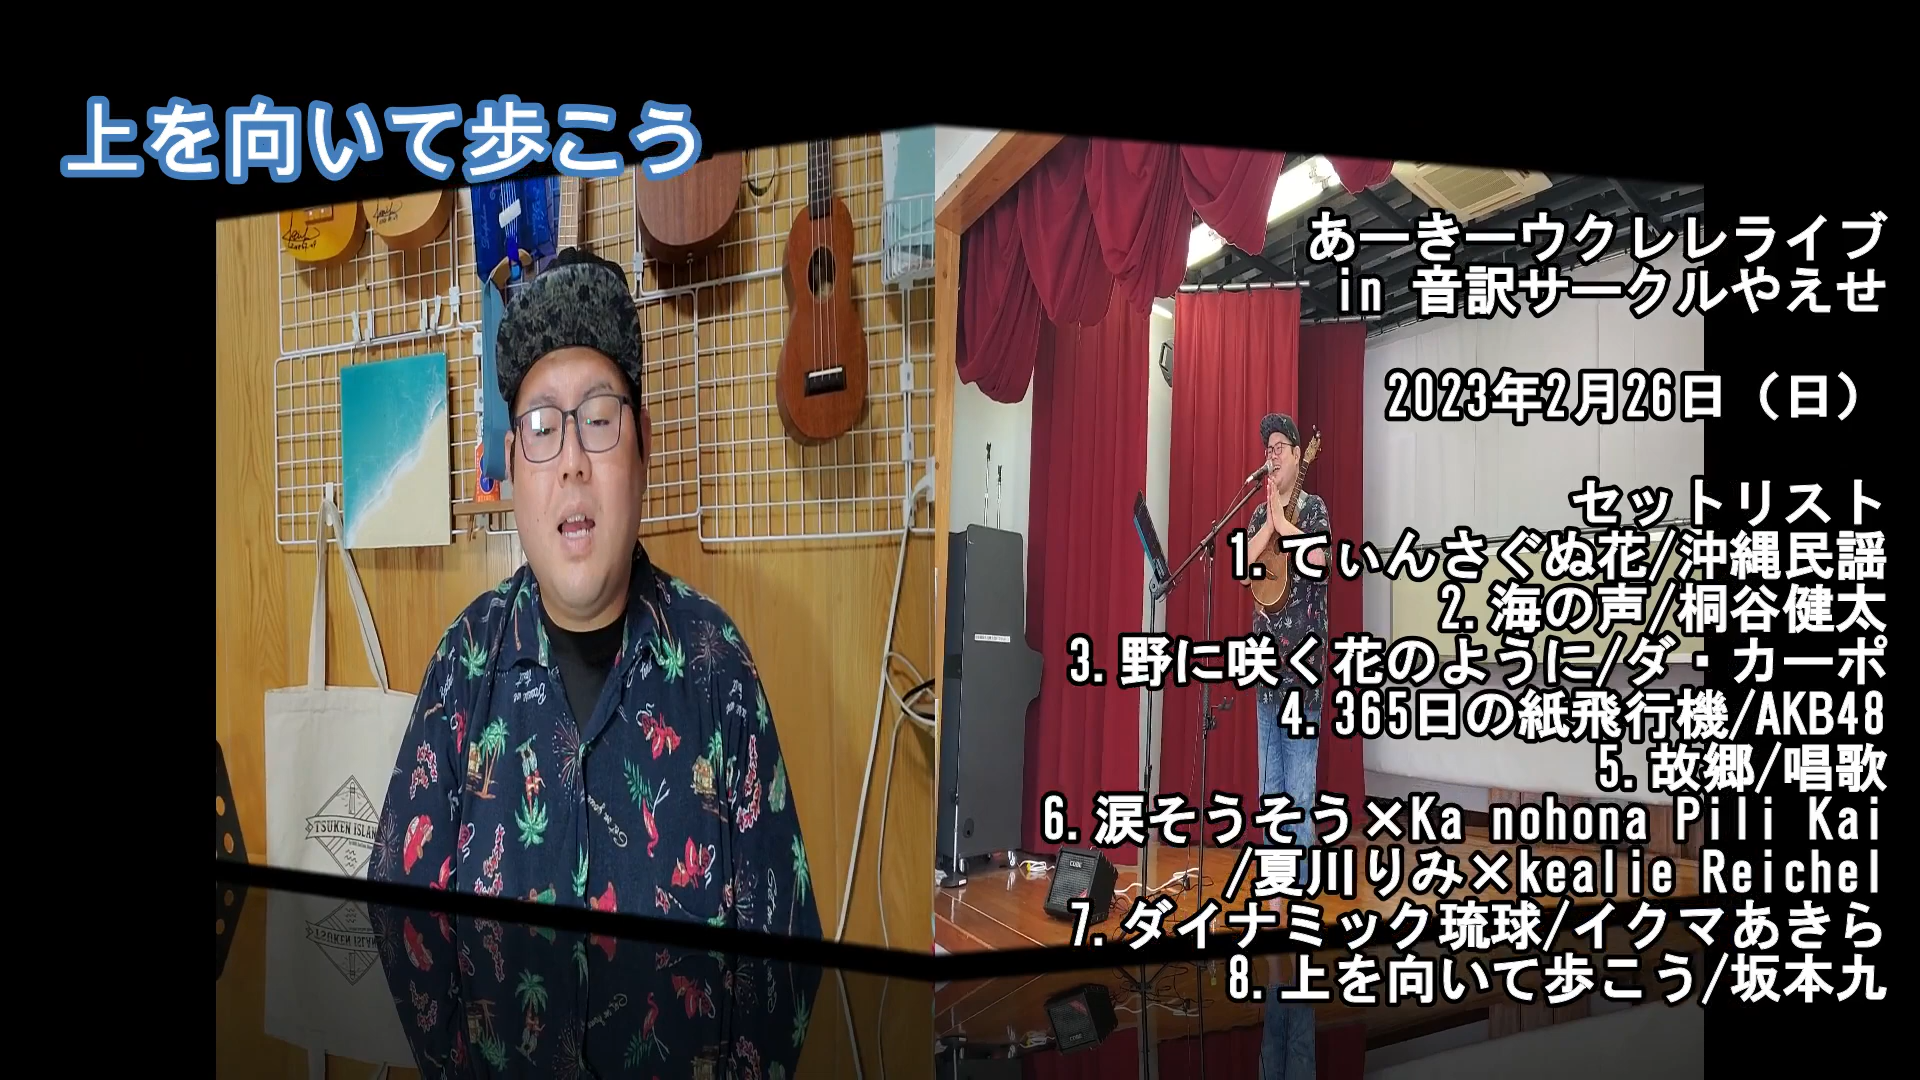 上を向いて歩こう
あーきーウクレレライブ
in 音訳サークルやえせ
2023年2月26日（日）
セットリスト
1.てぃんさぐぬ花/沖縄民謡
2.海の声/桐谷健太
3.野に咲く花のように/ダ・カーポ
4.365日の紙飛行機/AKB48
5.故郷/唱歌
6.涙そうそう×Ka nohona Pili Kai
/夏川りみ×kealie Reichel
7.ダイナミック琉球/イクマあきら
8.上を向いて歩こう/坂本九
TSUKEN ISLAN